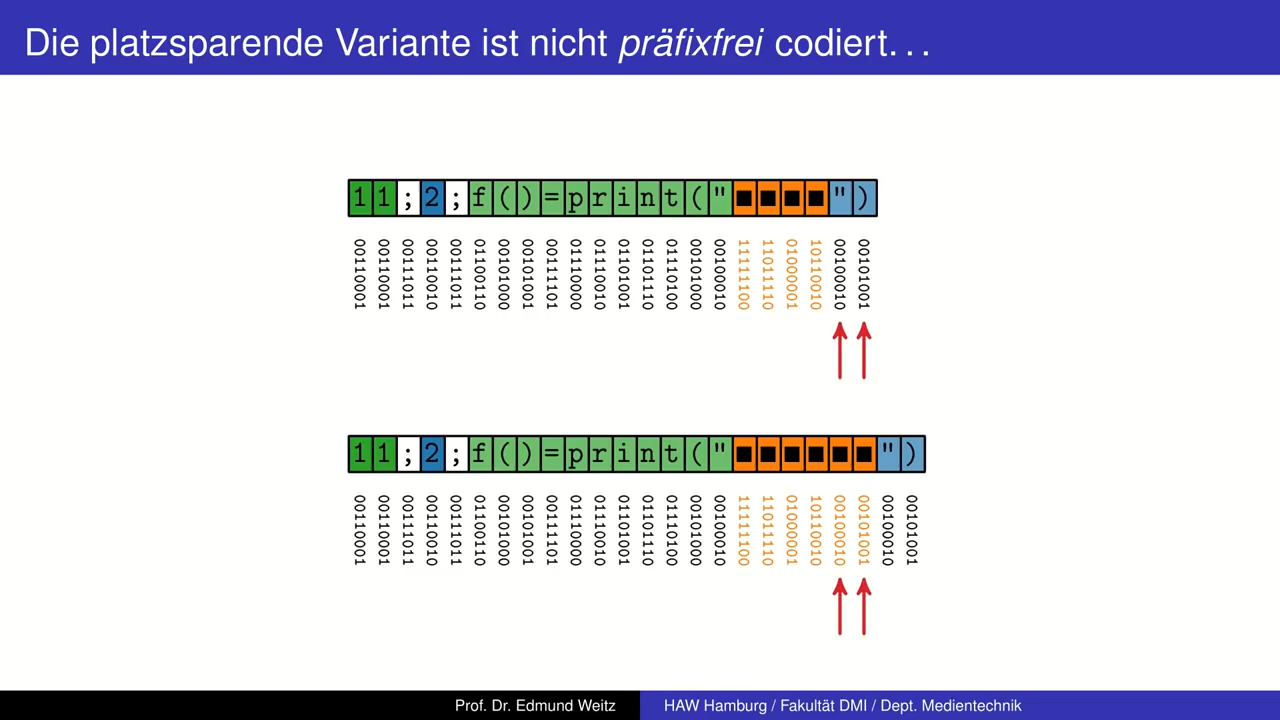 Die platzsparende Variante ist nicht präfixfrei codiert. . .
11;2;f()=print("■■■■")
00110001 00110001 00111011 00110010 00111011 01100110 00101000 00101001 00111101 01110000 01110010 01101001 01101110 01110100 00101000 00100010 11111100 11011110 01000001 10110010 00100010 00101001
11;2;f()=print("■■■■■■")
00110001 00110001 00111011 00110010 00111011 01100110 00101000 00101001 00111101 01110000 01110010 01101001 01101110 01110100 00101000 00100010 11111100 11011110 01000001 10110010 00100010 00101001 00100010 00101001
Prof. Dr. Edmund Weitz
HAW Hamburg / Fakultät DMI / Dept. Medientechnik